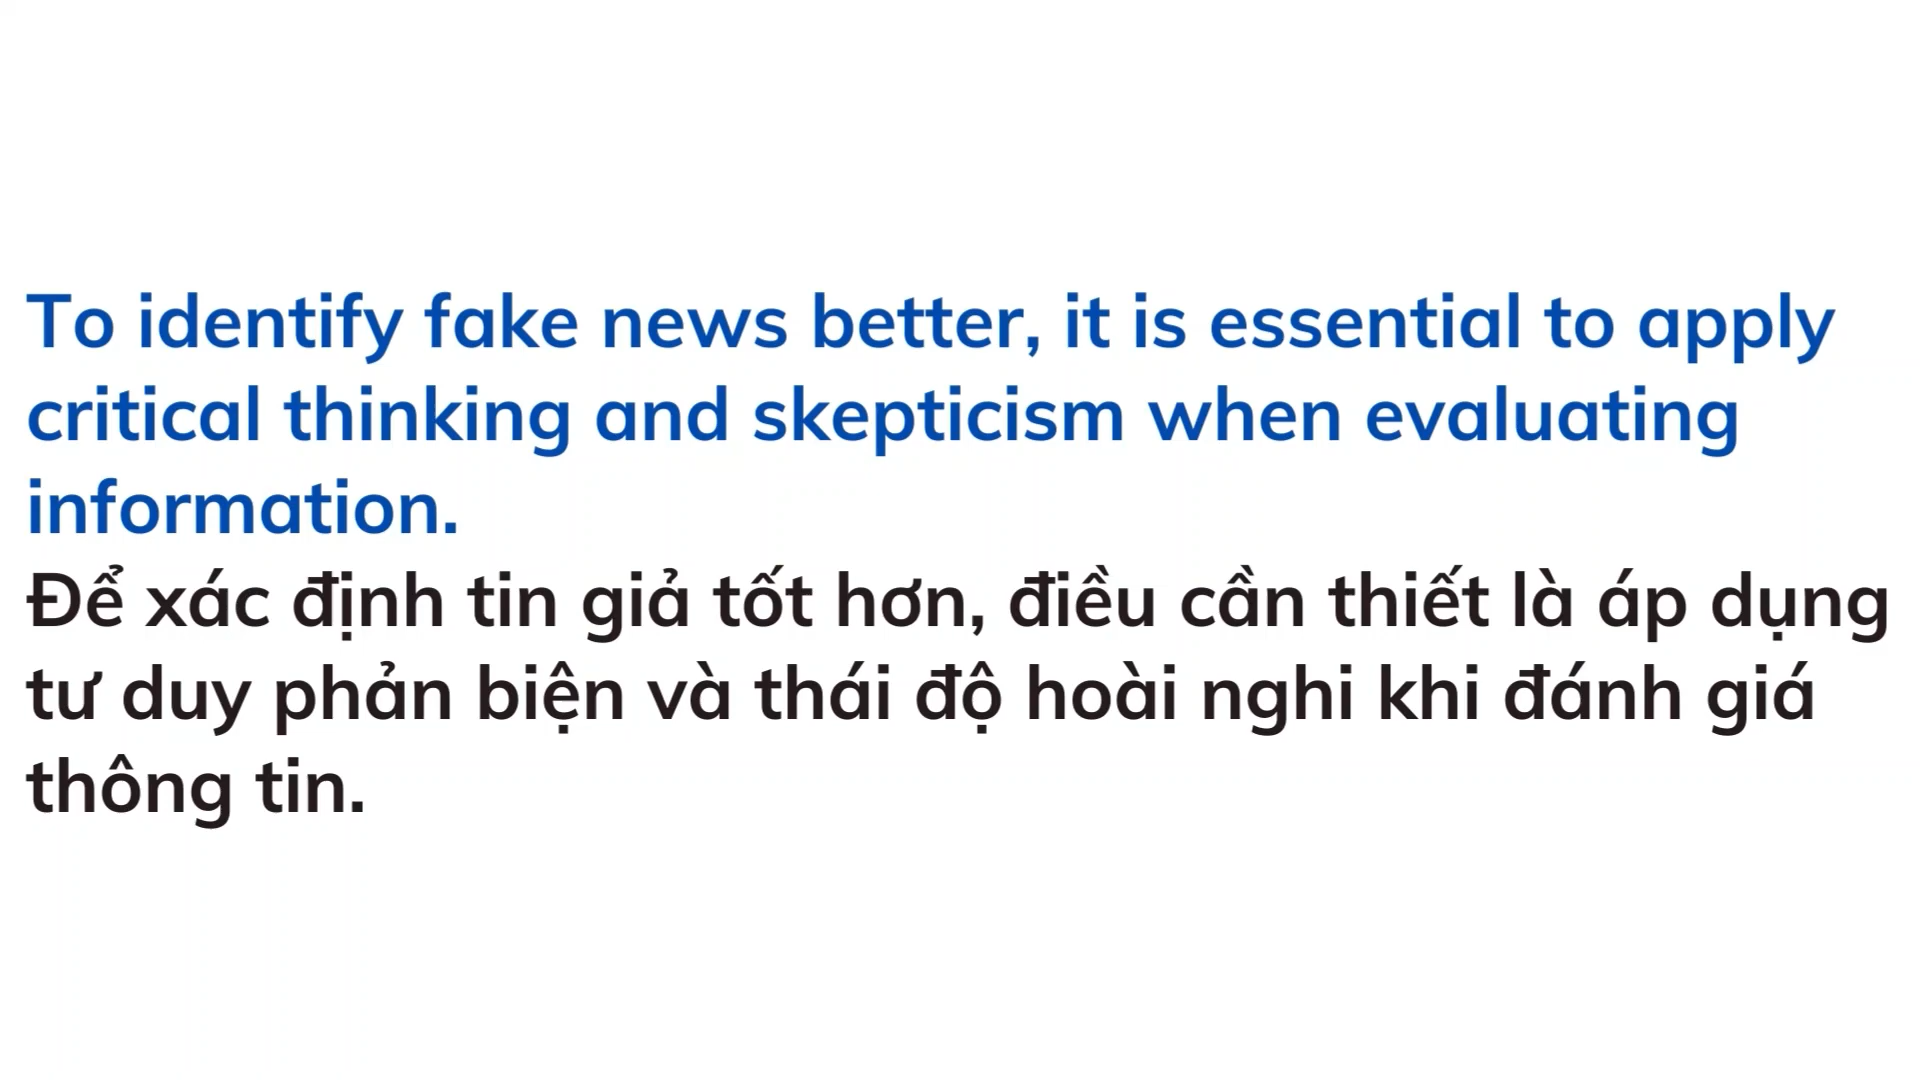 To identify fake news better, it is essential to apply
critical thinking and skepticism when evaluating
information.
Để xác định tin giả tốt hơn, điều cần thiết là áp dụng
tư duy phản biện và thái độ hoài nghi khi đánh giá
thông tin.